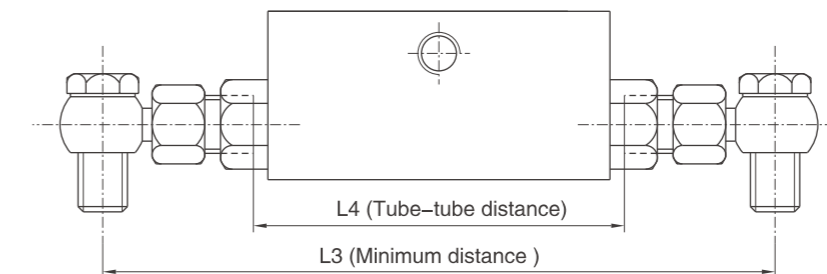 L4 (Tube–tube distance)
L3 (Minimum distance )